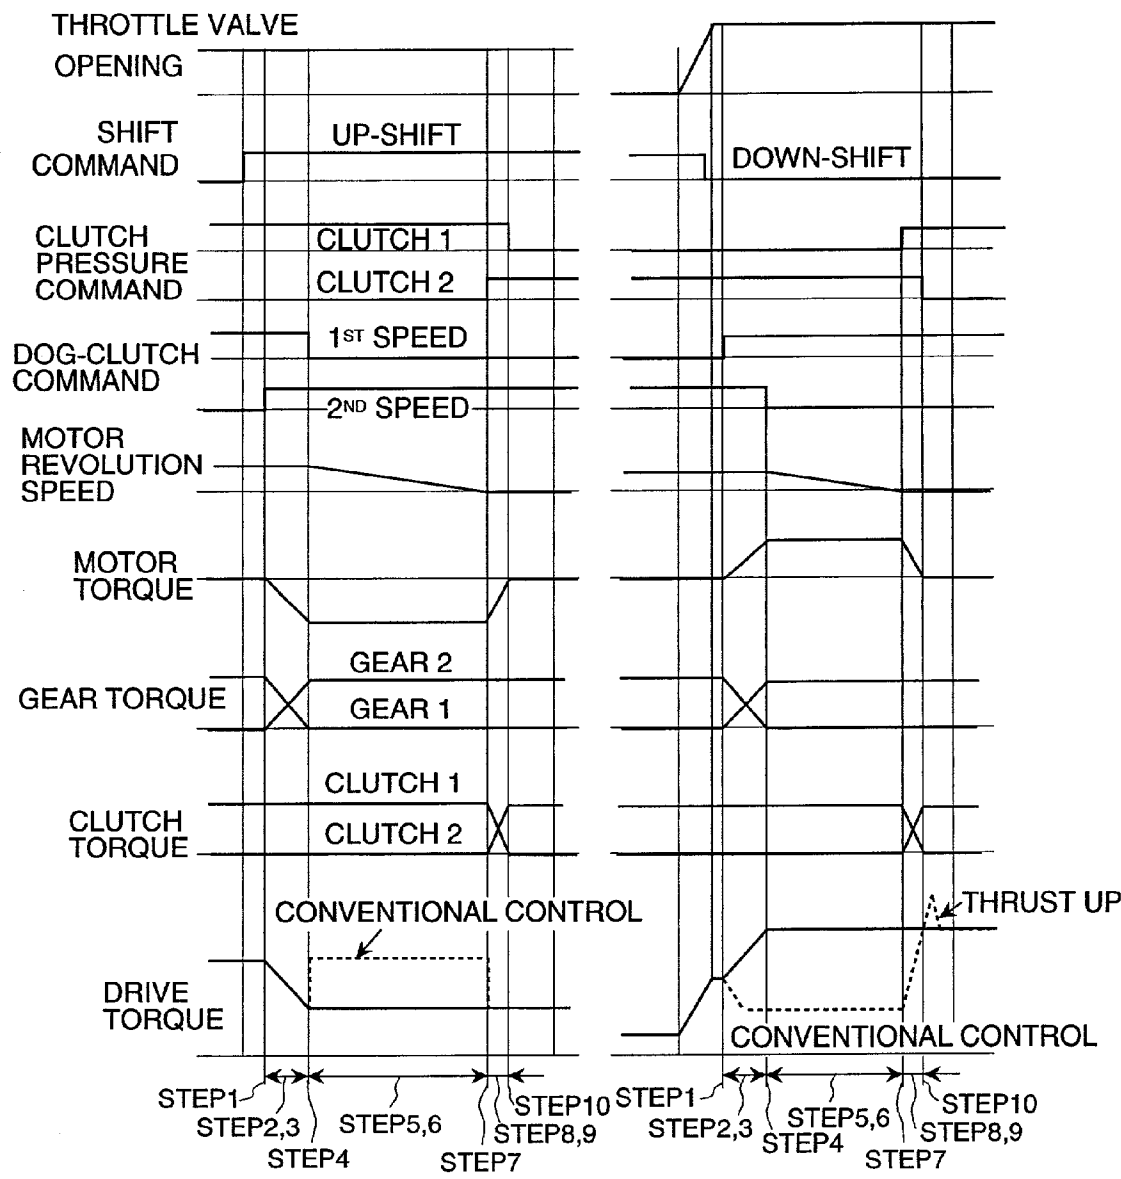 THROTTLE VALVE
OPENING
SHIFT
COMMAND
UP-SHIFT
DOWN-SHIFT
CLUTCH
PRESSURE
COMMAND
CLUTCH 1
CLUTCH 2
DOG-CLUTCH
COMMAND
1ST SPEED
2ND SPEED
MOTOR
REVOLUTION
SPEED
MOTOR
TORQUE
GEAR TORQUE
GEAR 2
GEAR 1
CLUTCH
TORQUE
CLUTCH 1
CLUTCH 2
CONVENTIONAL CONTROL
THRUST UP
DRIVE
TORQUE
CONVENTIONAL CONTROL
STEP1
STEP2,3
STEP4
STEP5,6
STEP7
STEP8,9
STEP10
STEP1
STEP2,3
STEP4
STEP5,6
STEP7
STEP8,9
STEP10